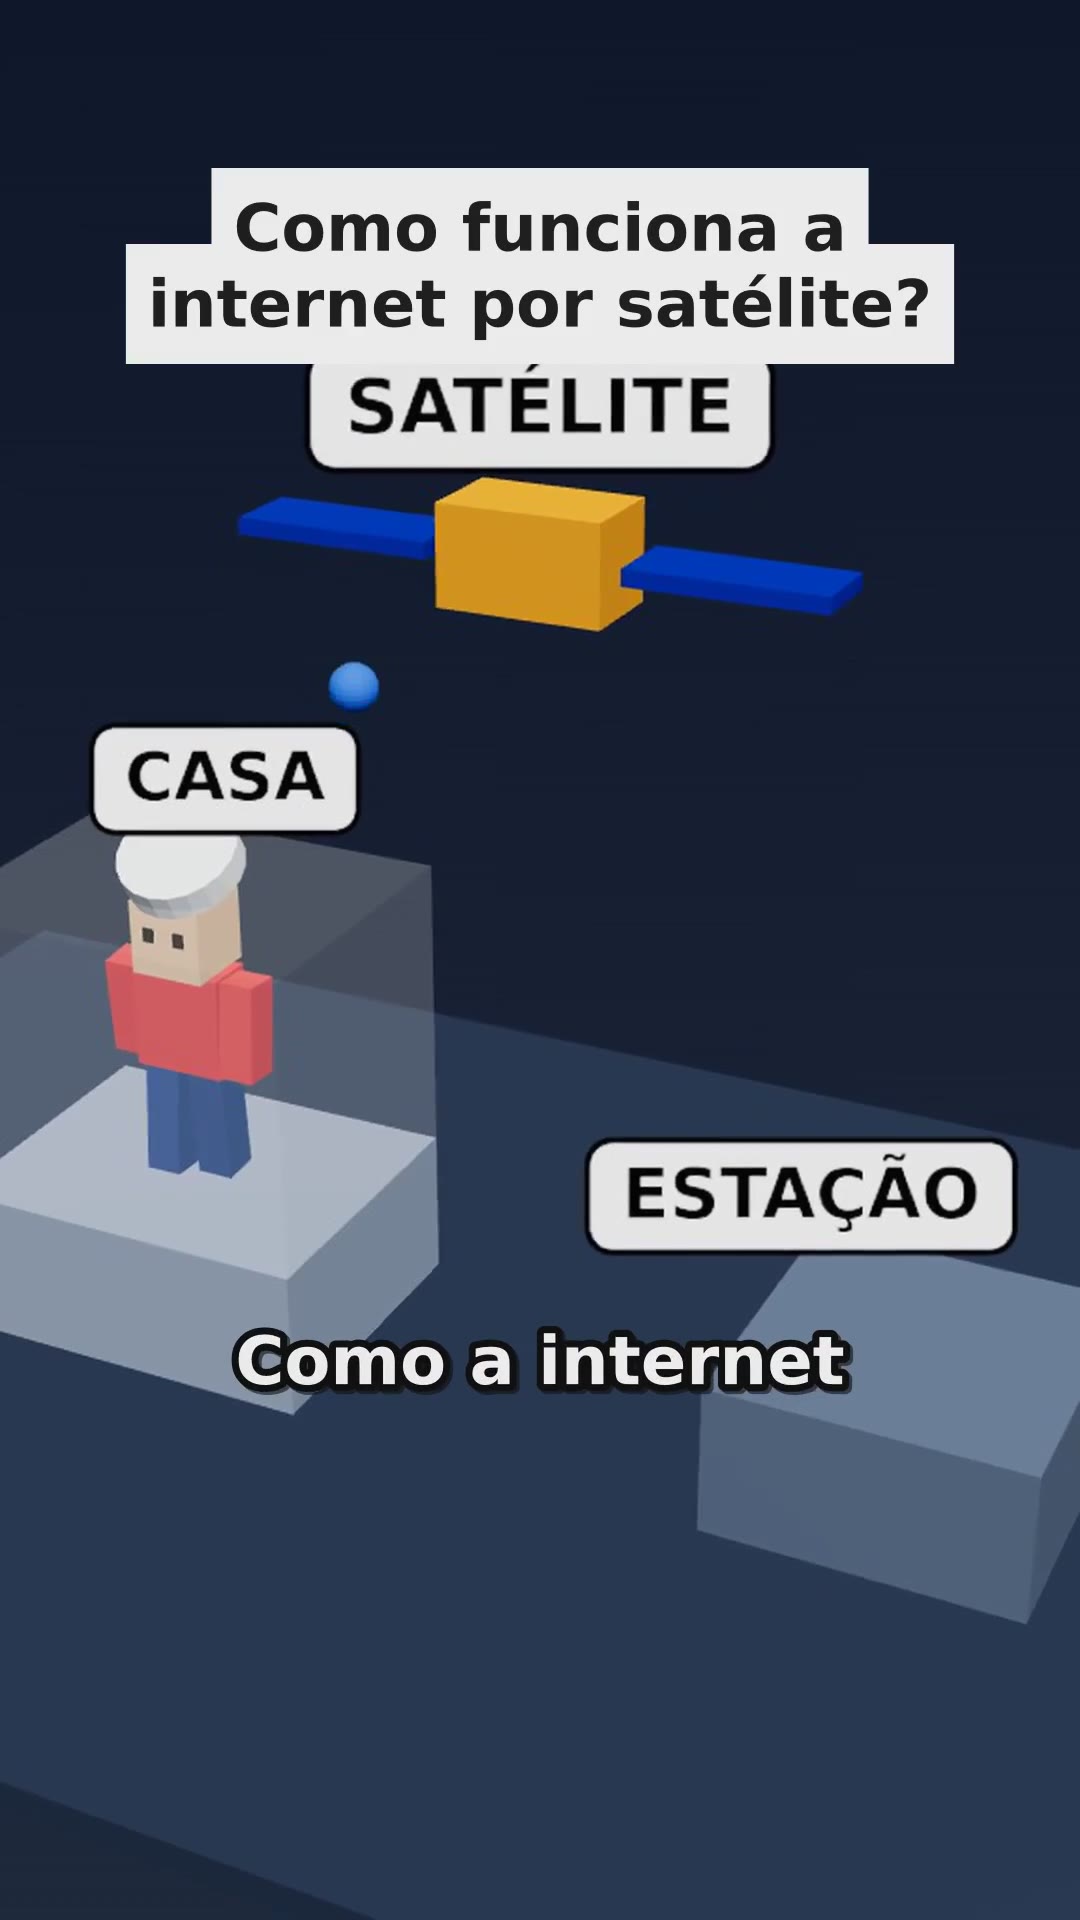 Como funciona a
internet por satélite?
SATÉLITE
CASA
ESTAÇÃO
Como a internet